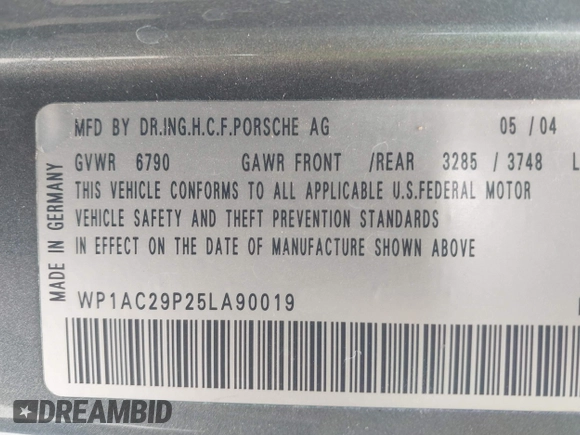 MFD BY DR.ING.H.C.F.PORSCHE AG 05 / 04
GVWR 6790 GAWR FRONT /REAR 3285 / 3748 L
THIS VEHICLE CONFORMS TO ALL APPLICABLE U.S.FEDERAL MOTOR
VEHICLE SAFETY AND THEFT PREVENTION STANDARDS
IN EFFECT ON THE DATE OF MANUFACTURE SHOWN ABOVE
MADE IN GERMANY
WP1AC29P25LA90019
DREAMBID